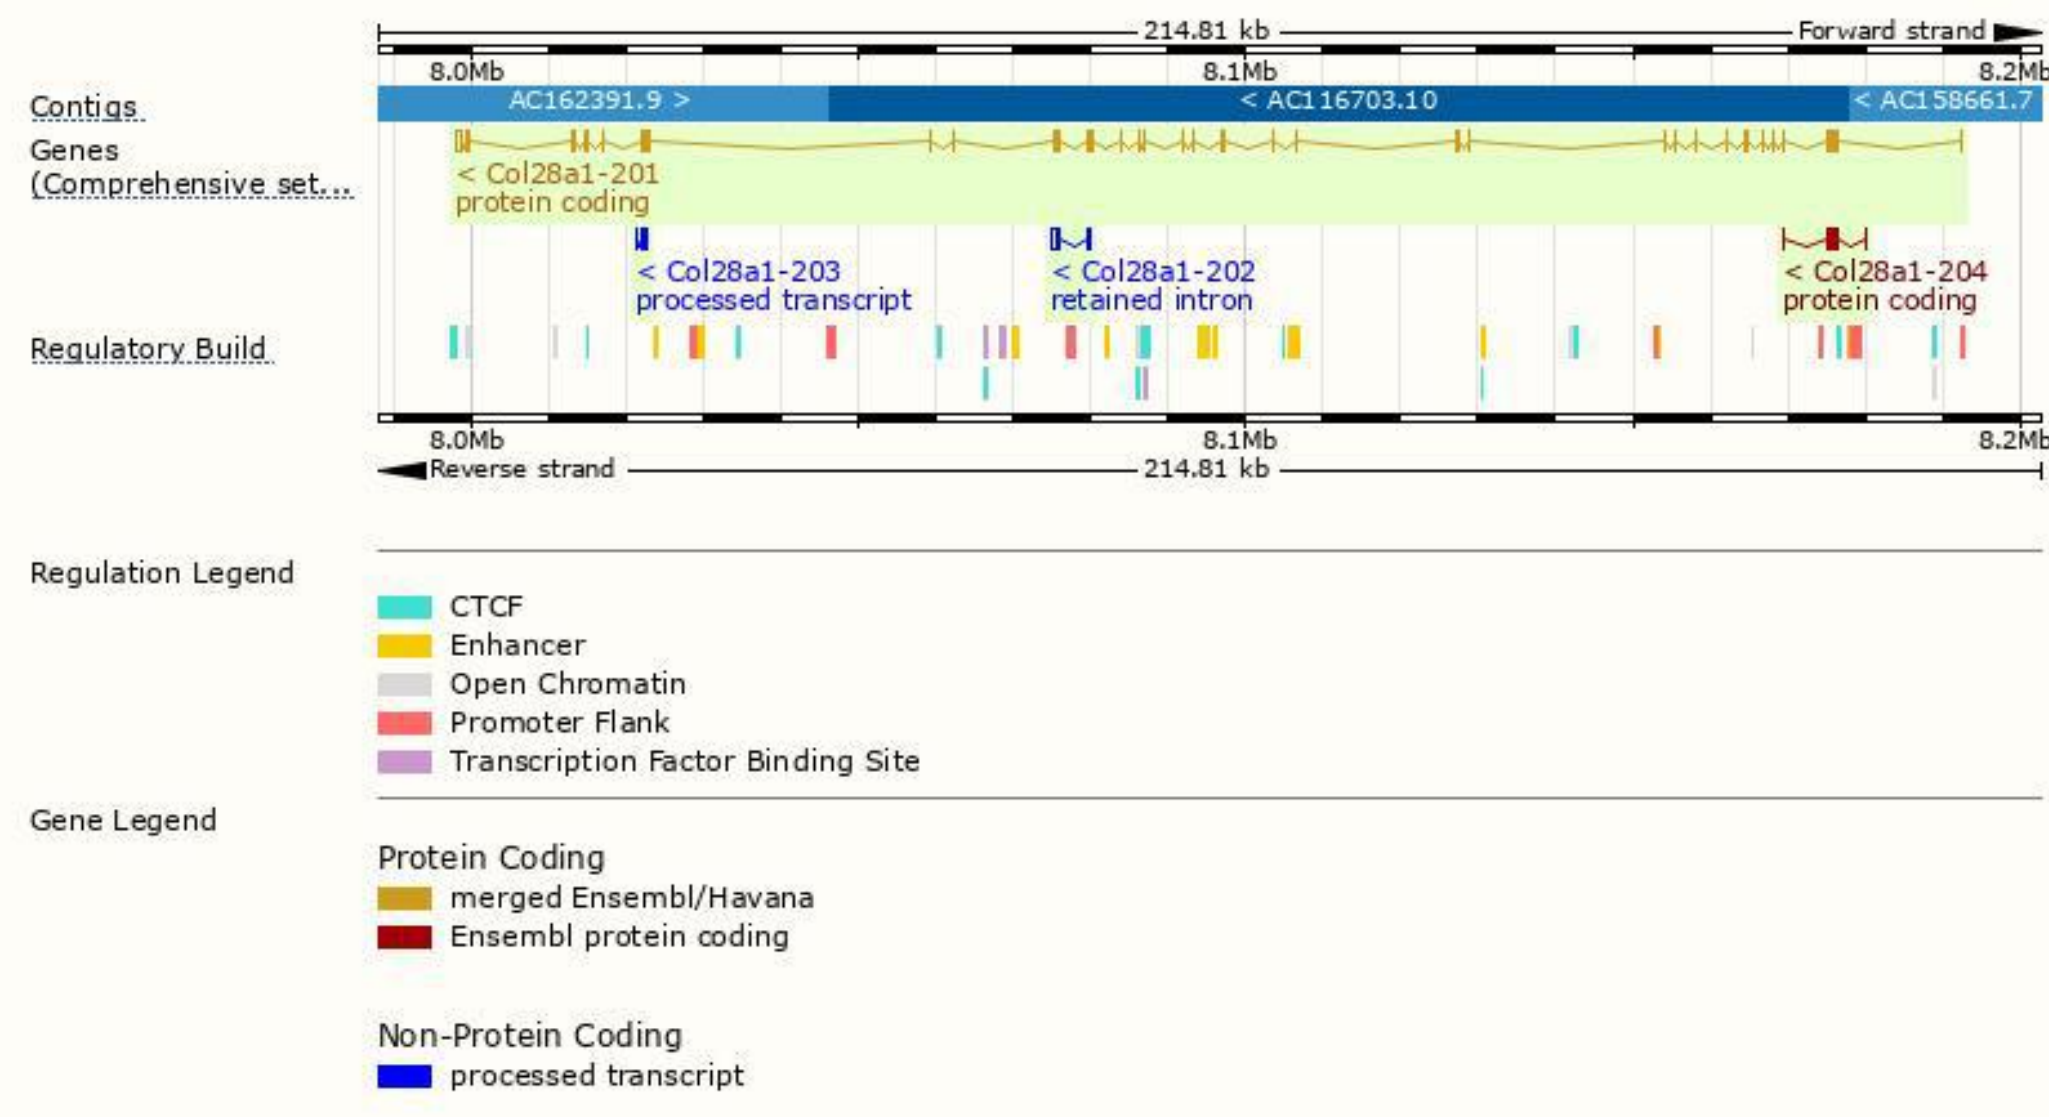 214.81 kb
Forward strand
8.0Mb 8.1Mb 8.2Mb
Contigs
AC162391.9 > < AC116703.10 < AC158661.7
Genes
(Comprehensive set...
< Col28a1-201
protein coding
< Col28a1-203
processed transcript
< Col28a1-202
retained intron
< Col28a1-204
protein coding
Regulatory Build
8.0Mb 8.1Mb 8.2Mb
Reverse strand
214.81 kb
Regulation Legend
CTCF
Enhancer
Open Chromatin
Promoter Flank
Transcription Factor Binding Site
Gene Legend
Protein Coding
merged Ensembl/Havana
Ensembl protein coding
Non-Protein Coding
processed transcript